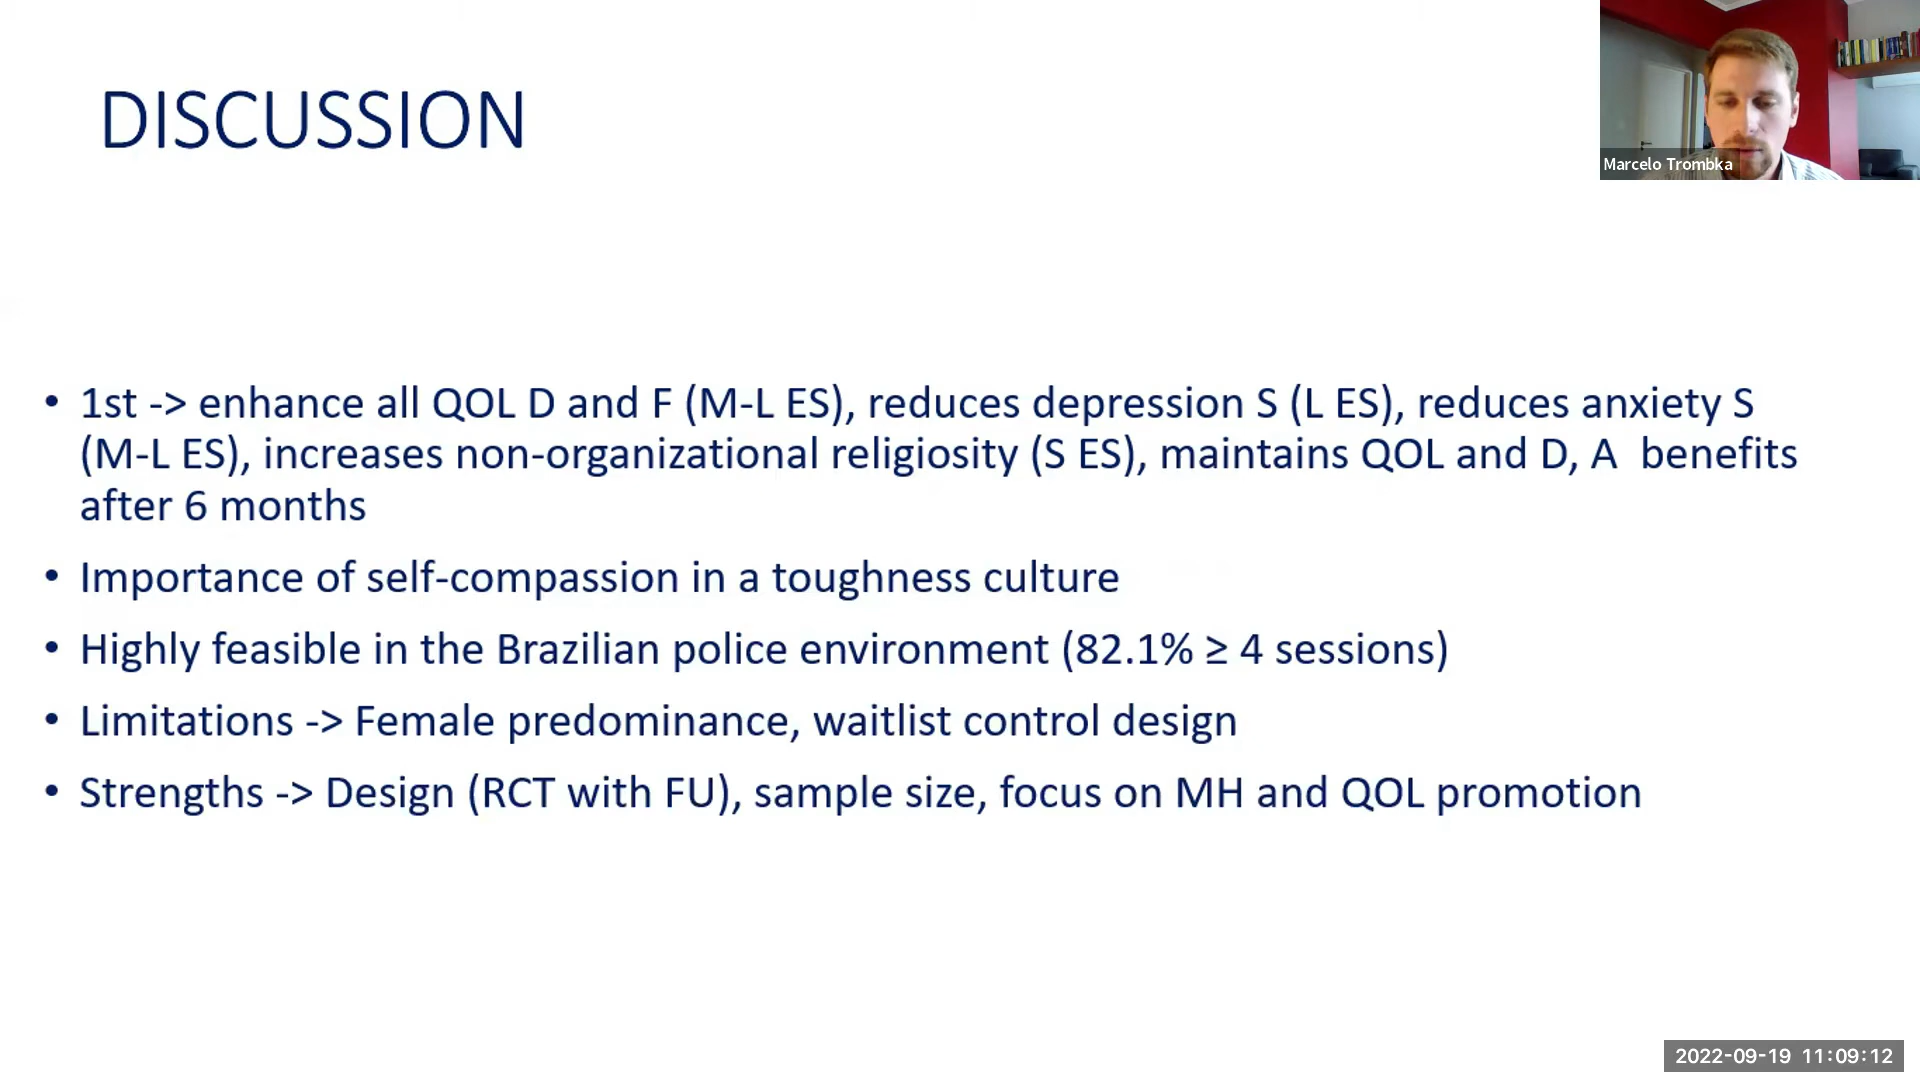 DISCUSSION
Marcelo Trombka
• 1st -> enhance all QOL D and F (M-L ES), reduces depression S (L ES), reduces anxiety S
(M-L ES), increases non-organizational religiosity (S ES), maintains QOL and D, A  benefits
after 6 months
• Importance of self-compassion in a toughness culture
• Highly feasible in the Brazilian police environment (82.1% ≥ 4 sessions)
• Limitations -> Female predominance, waitlist control design
• Strengths -> Design (RCT with FU), sample size, focus on MH and QOL promotion
2022-09-19 11:09:12